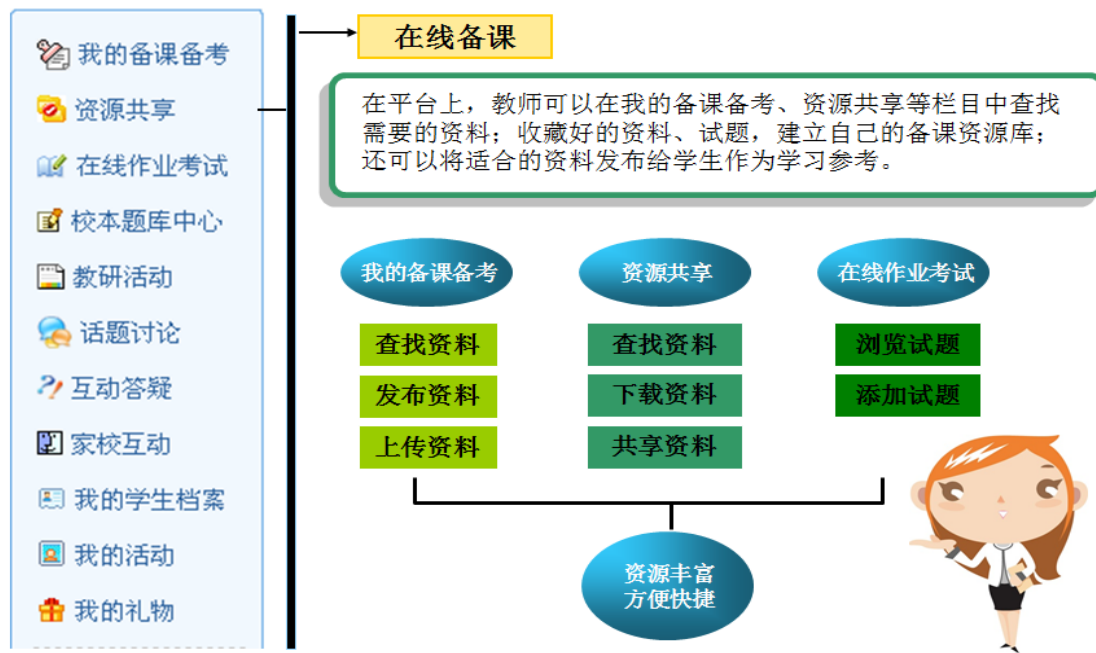 我的备课备考
资源共享
在线作业考试
校本题库中心
教研活动
话题讨论
互动答疑
家校互动
我的学生档案
我的活动
我的礼物
在线备课
在平台上，教师可以在我的备课备考、资源共享等栏目中查找
需要的资料；收藏好的资料、试题，建立自己的备课资源库；
还可以将适合的资料发布给学生作为学习参考。
我的备课备考
查找资料
发布资料
上传资料
资源共享
查找资料
下载资料
共享资料
在线作业考试
浏览试题
添加试题
资源丰富
方便快捷